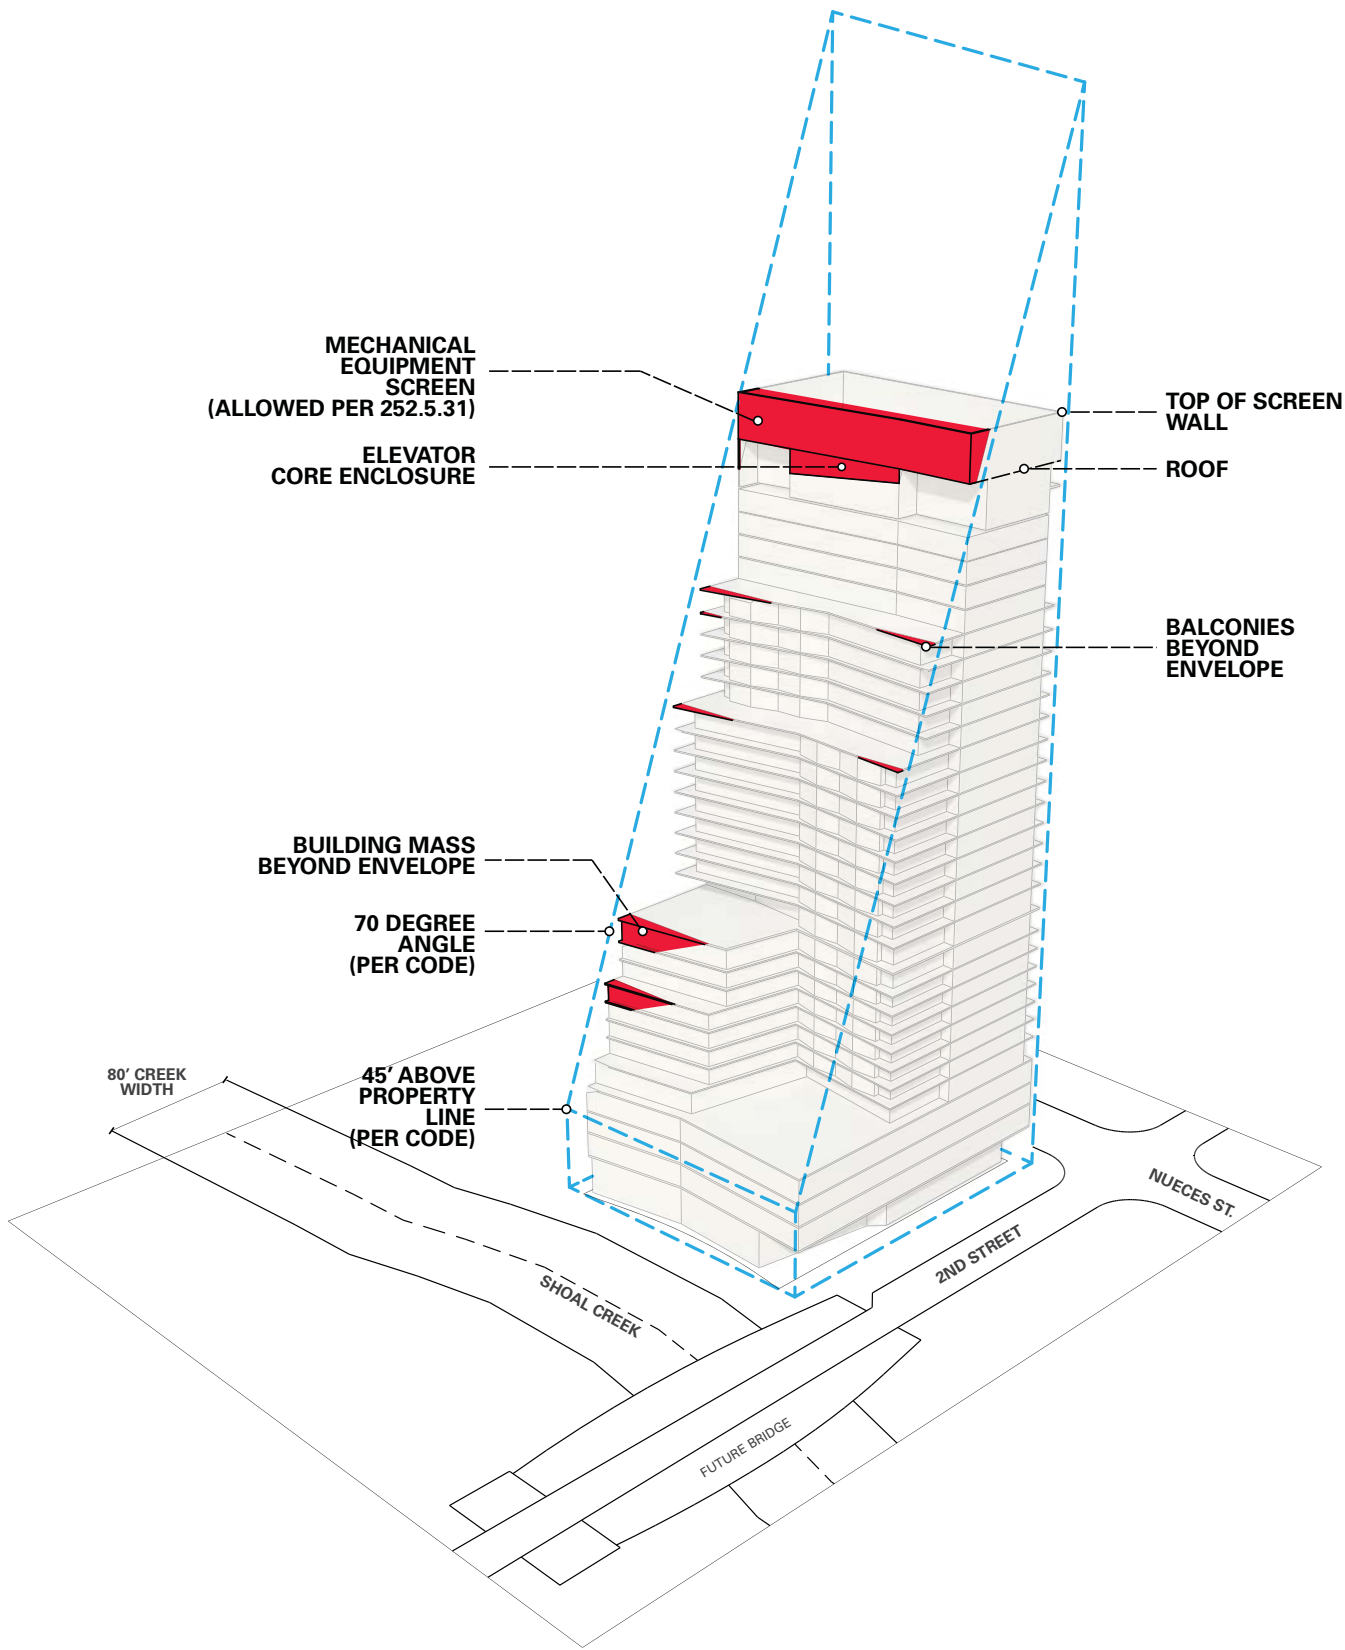 MECHANICAL
EQUIPMENT
SCREEN
(ALLOWED PER 252.5.31)
TOP OF SCREEN
WALL
ELEVATOR
CORE ENCLOSURE
ROOF
BALCONIES
BEYOND
ENVELOPE
BUILDING MASS
BEYOND ENVELOPE
70 DEGREE
ANGLE
(PER CODE)
80' CREEK
WIDTH
45' ABOVE
PROPERTY
LINE
(PER CODE)
NUECES ST.
2ND STREET
SHOAL CREEK
FUTURE BRIDGE